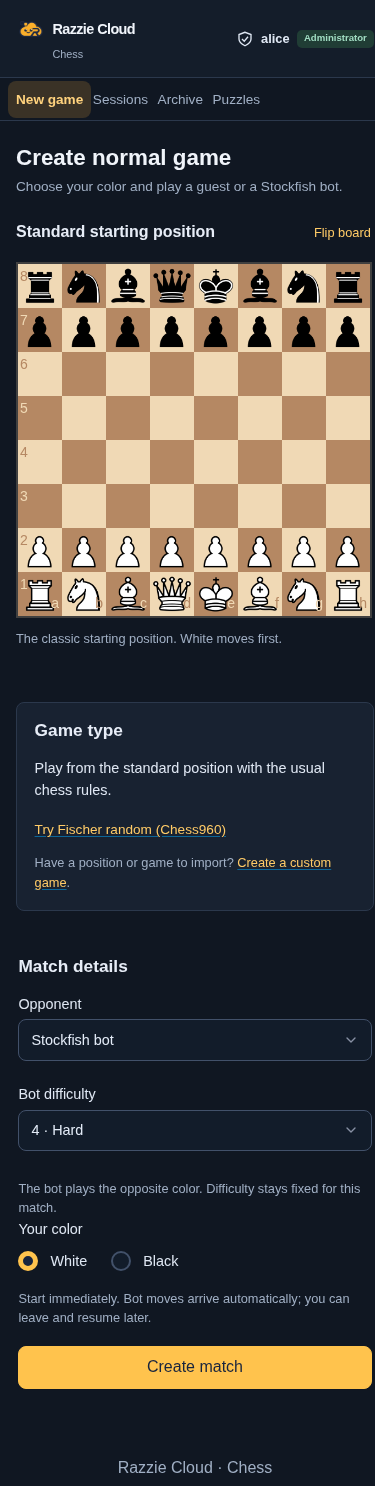 Razzie Cloud
Chess
alice Administrator
New game Sessions Archive Puzzles
Create normal game
Choose your color and play a guest or a Stockfish bot.
Standard starting position Flip board
8
7
6
5
4
3
2
1 a b c d e f g h
The classic starting position. White moves first.
Game type
Play from the standard position with the usual
chess rules.
Try Fischer random (Chess960)
Have a position or game to import? Create a custom
game.
Match details
Opponent
Stockfish bot
Bot difficulty
4 · Hard
The bot plays the opposite color. Difficulty stays fixed for this
match.
Your color
White Black
Start immediately. Bot moves arrive automatically; you can
leave and resume later.
Create match
Razzie Cloud · Chess